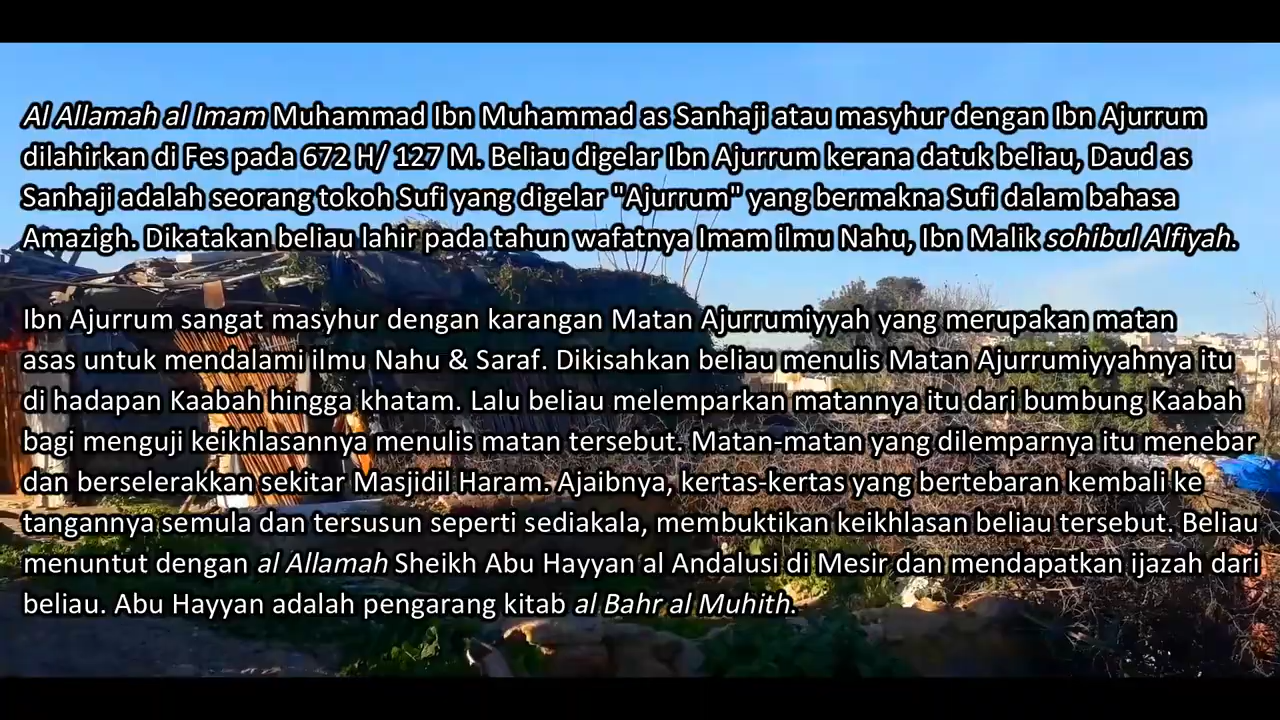 Al Allamah al Imam Muhammad Ibn Muhammad as Sanhaji atau masyhur dengan Ibn Ajurrum
dilahirkan di Fes pada 672 H/ 127 M. Beliau digelar Ibn Ajurrum kerana datuk beliau, Daud as
Sanhaji adalah seorang tokoh Sufi yang digelar "Ajurrum" yang bermakna Sufi dalam bahasa
Amazigh. Dikatakan beliau lahir pada tahun wafatnya Imam ilmu Nahu, Ibn Malik sohibul Alfiyah.
Ibn Ajurrum sangat masyhur dengan karangan Matan Ajurrumiyyah yang merupakan matan
asas untuk mendalami ilmu Nahu & Saraf. Dikisahkan beliau menulis Matan Ajurrumiyyahnya itu
di hadapan Kaabah hingga khatam. Lalu beliau melemparkan matannya itu dari bumbung Kaabah
bagi menguji keikhlasannya menulis matan tersebut. Matan-matan yang dilemparnya itu menebar
dan berselerakkan sekitar Masjidil Haram. Ajaibnya, kertas-kertas yang bertebaran kembali ke
tangannya semula dan tersusun seperti sediakala, membuktikan keikhlasan beliau tersebut. Beliau
menuntut dengan al Allamah Sheikh Abu Hayyan al Andalusi di Mesir dan mendapatkan ijazah dari
beliau. Abu Hayyan adalah pengarang kitab al Bahr al Muhith.